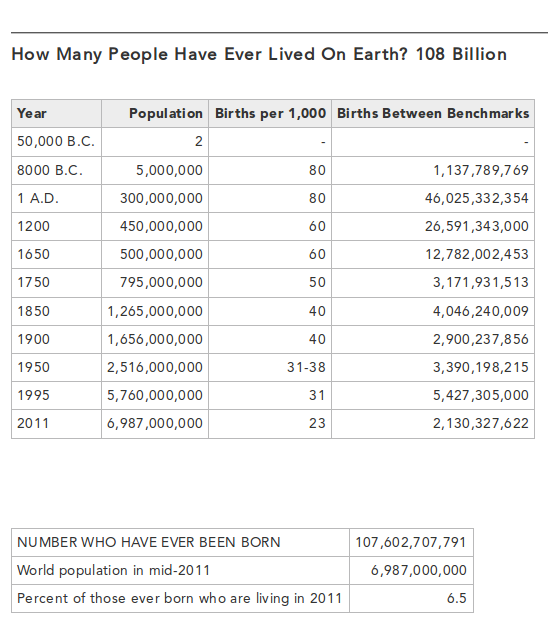 How Many People Have Ever Lived On Earth? 108 Billion
Year Population Births per 1,000 Births Between Benchmarks
50,000 B.C. 2 - -
8000 B.C. 5,000,000 80 1,137,789,769
1 A.D. 300,000,000 80 46,025,332,354
1200 450,000,000 60 26,591,343,000
1650 500,000,000 60 12,782,002,453
1750 795,000,000 50 3,171,931,513
1850 1,265,000,000 40 4,046,240,009
1900 1,656,000,000 40 2,900,237,856
1950 2,516,000,000 31-38 3,390,198,215
1995 5,760,000,000 31 5,427,305,000
2011 6,987,000,000 23 2,130,327,622
NUMBER WHO HAVE EVER BEEN BORN 107,602,707,791
World population in mid-2011 6,987,000,000
Percent of those ever born who are living in 2011 6.5